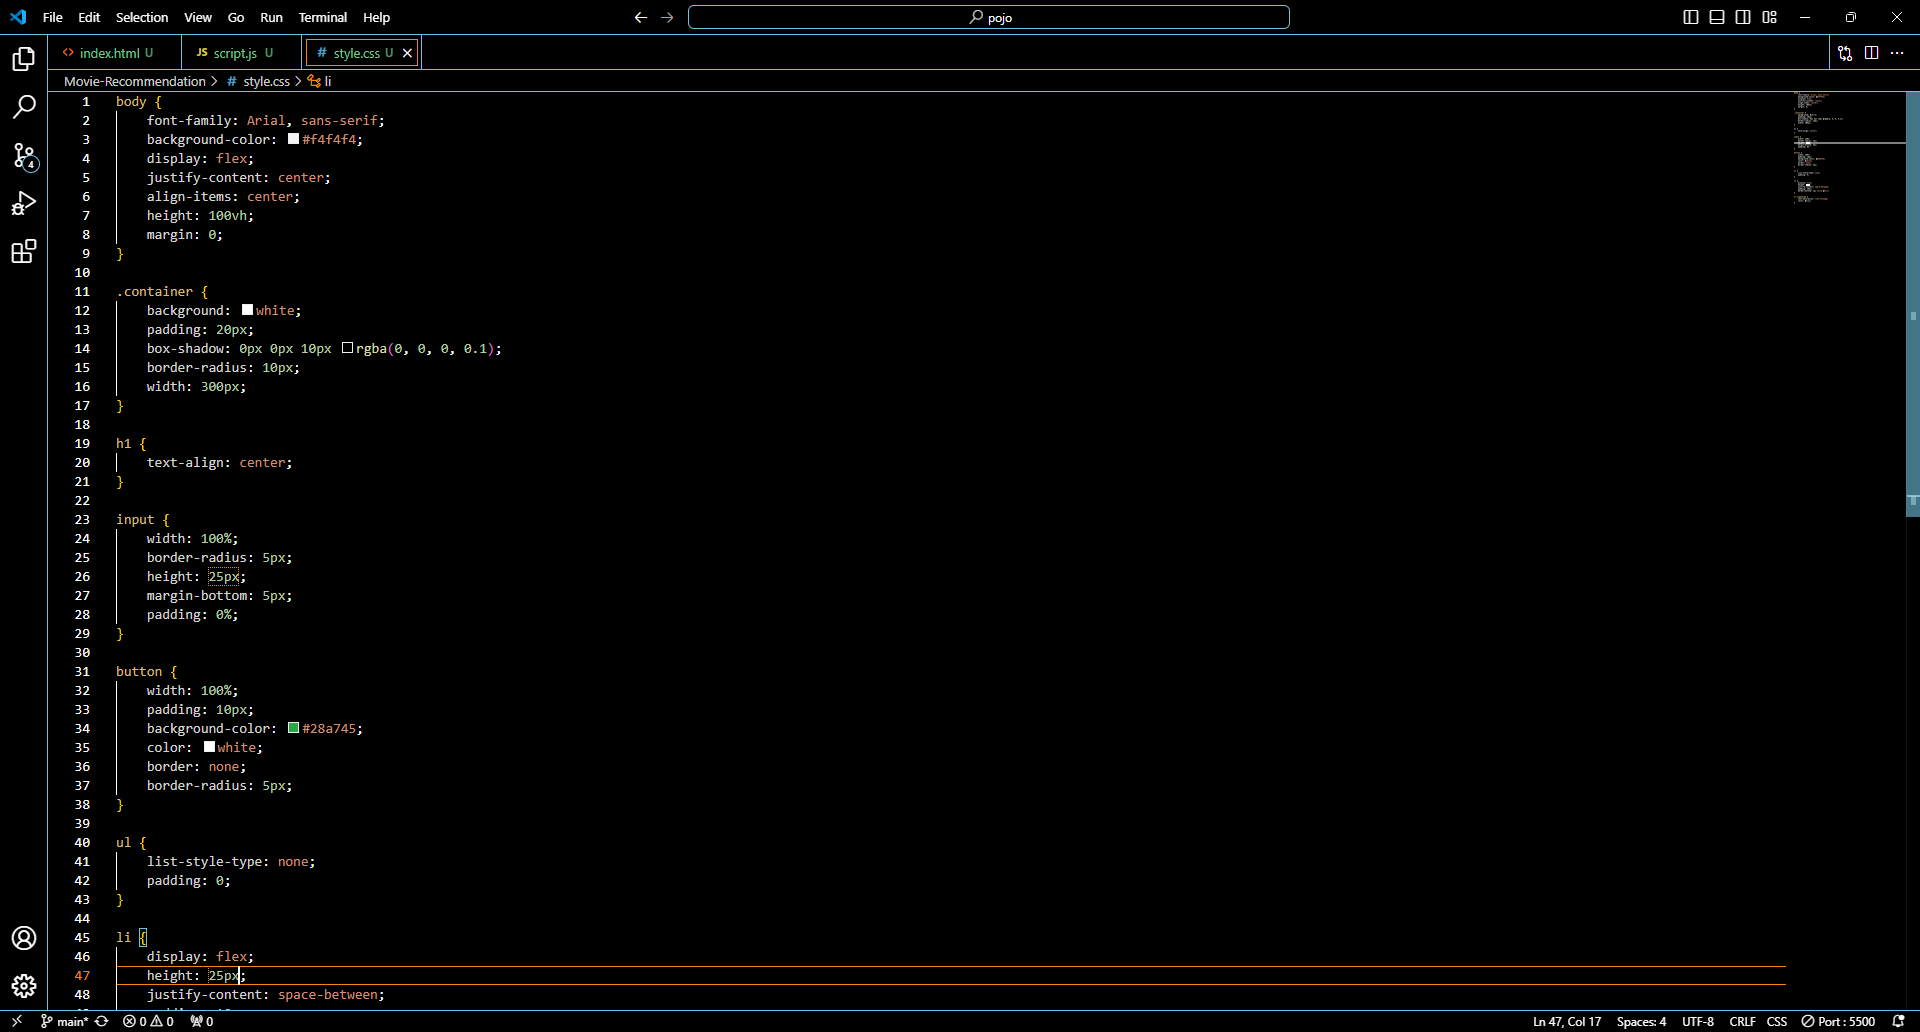 File Edit Selection View Go Run Terminal Help
pojo
index.html U
JS script.js U
# style.css U
Movie-Recommendation > # style.css > li
1 body {
2 font-family: Arial, sans-serif;
3 background-color: #f4f4f4;
4 display: flex;
5 justify-content: center;
6 align-items: center;
7 height: 100vh;
8 margin: 0;
9 }
10
11 .container {
12 background: white;
13 padding: 20px;
14 box-shadow: 0px 0px 10px rgba(0, 0, 0, 0.1);
15 border-radius: 10px;
16 width: 300px;
17 }
18
19 h1 {
20 text-align: center;
21 }
22
23 input {
24 width: 100%;
25 border-radius: 5px;
26 height: 25px;
27 margin-bottom: 5px;
28 padding: 0%;
29 }
30
31 button {
32 width: 100%;
33 padding: 10px;
34 background-color: #28a745;
35 color: white;
36 border: none;
37 border-radius: 5px;
38 }
39
40 ul {
41 list-style-type: none;
42 padding: 0;
43 }
44
45 li {
46 display: flex;
47 height: 25px;
48 justify-content: space-between;
4
main* 0 0 0
Ln 47, Col 17 Spaces: 4 UTF-8 CRLF CSS Port : 5500